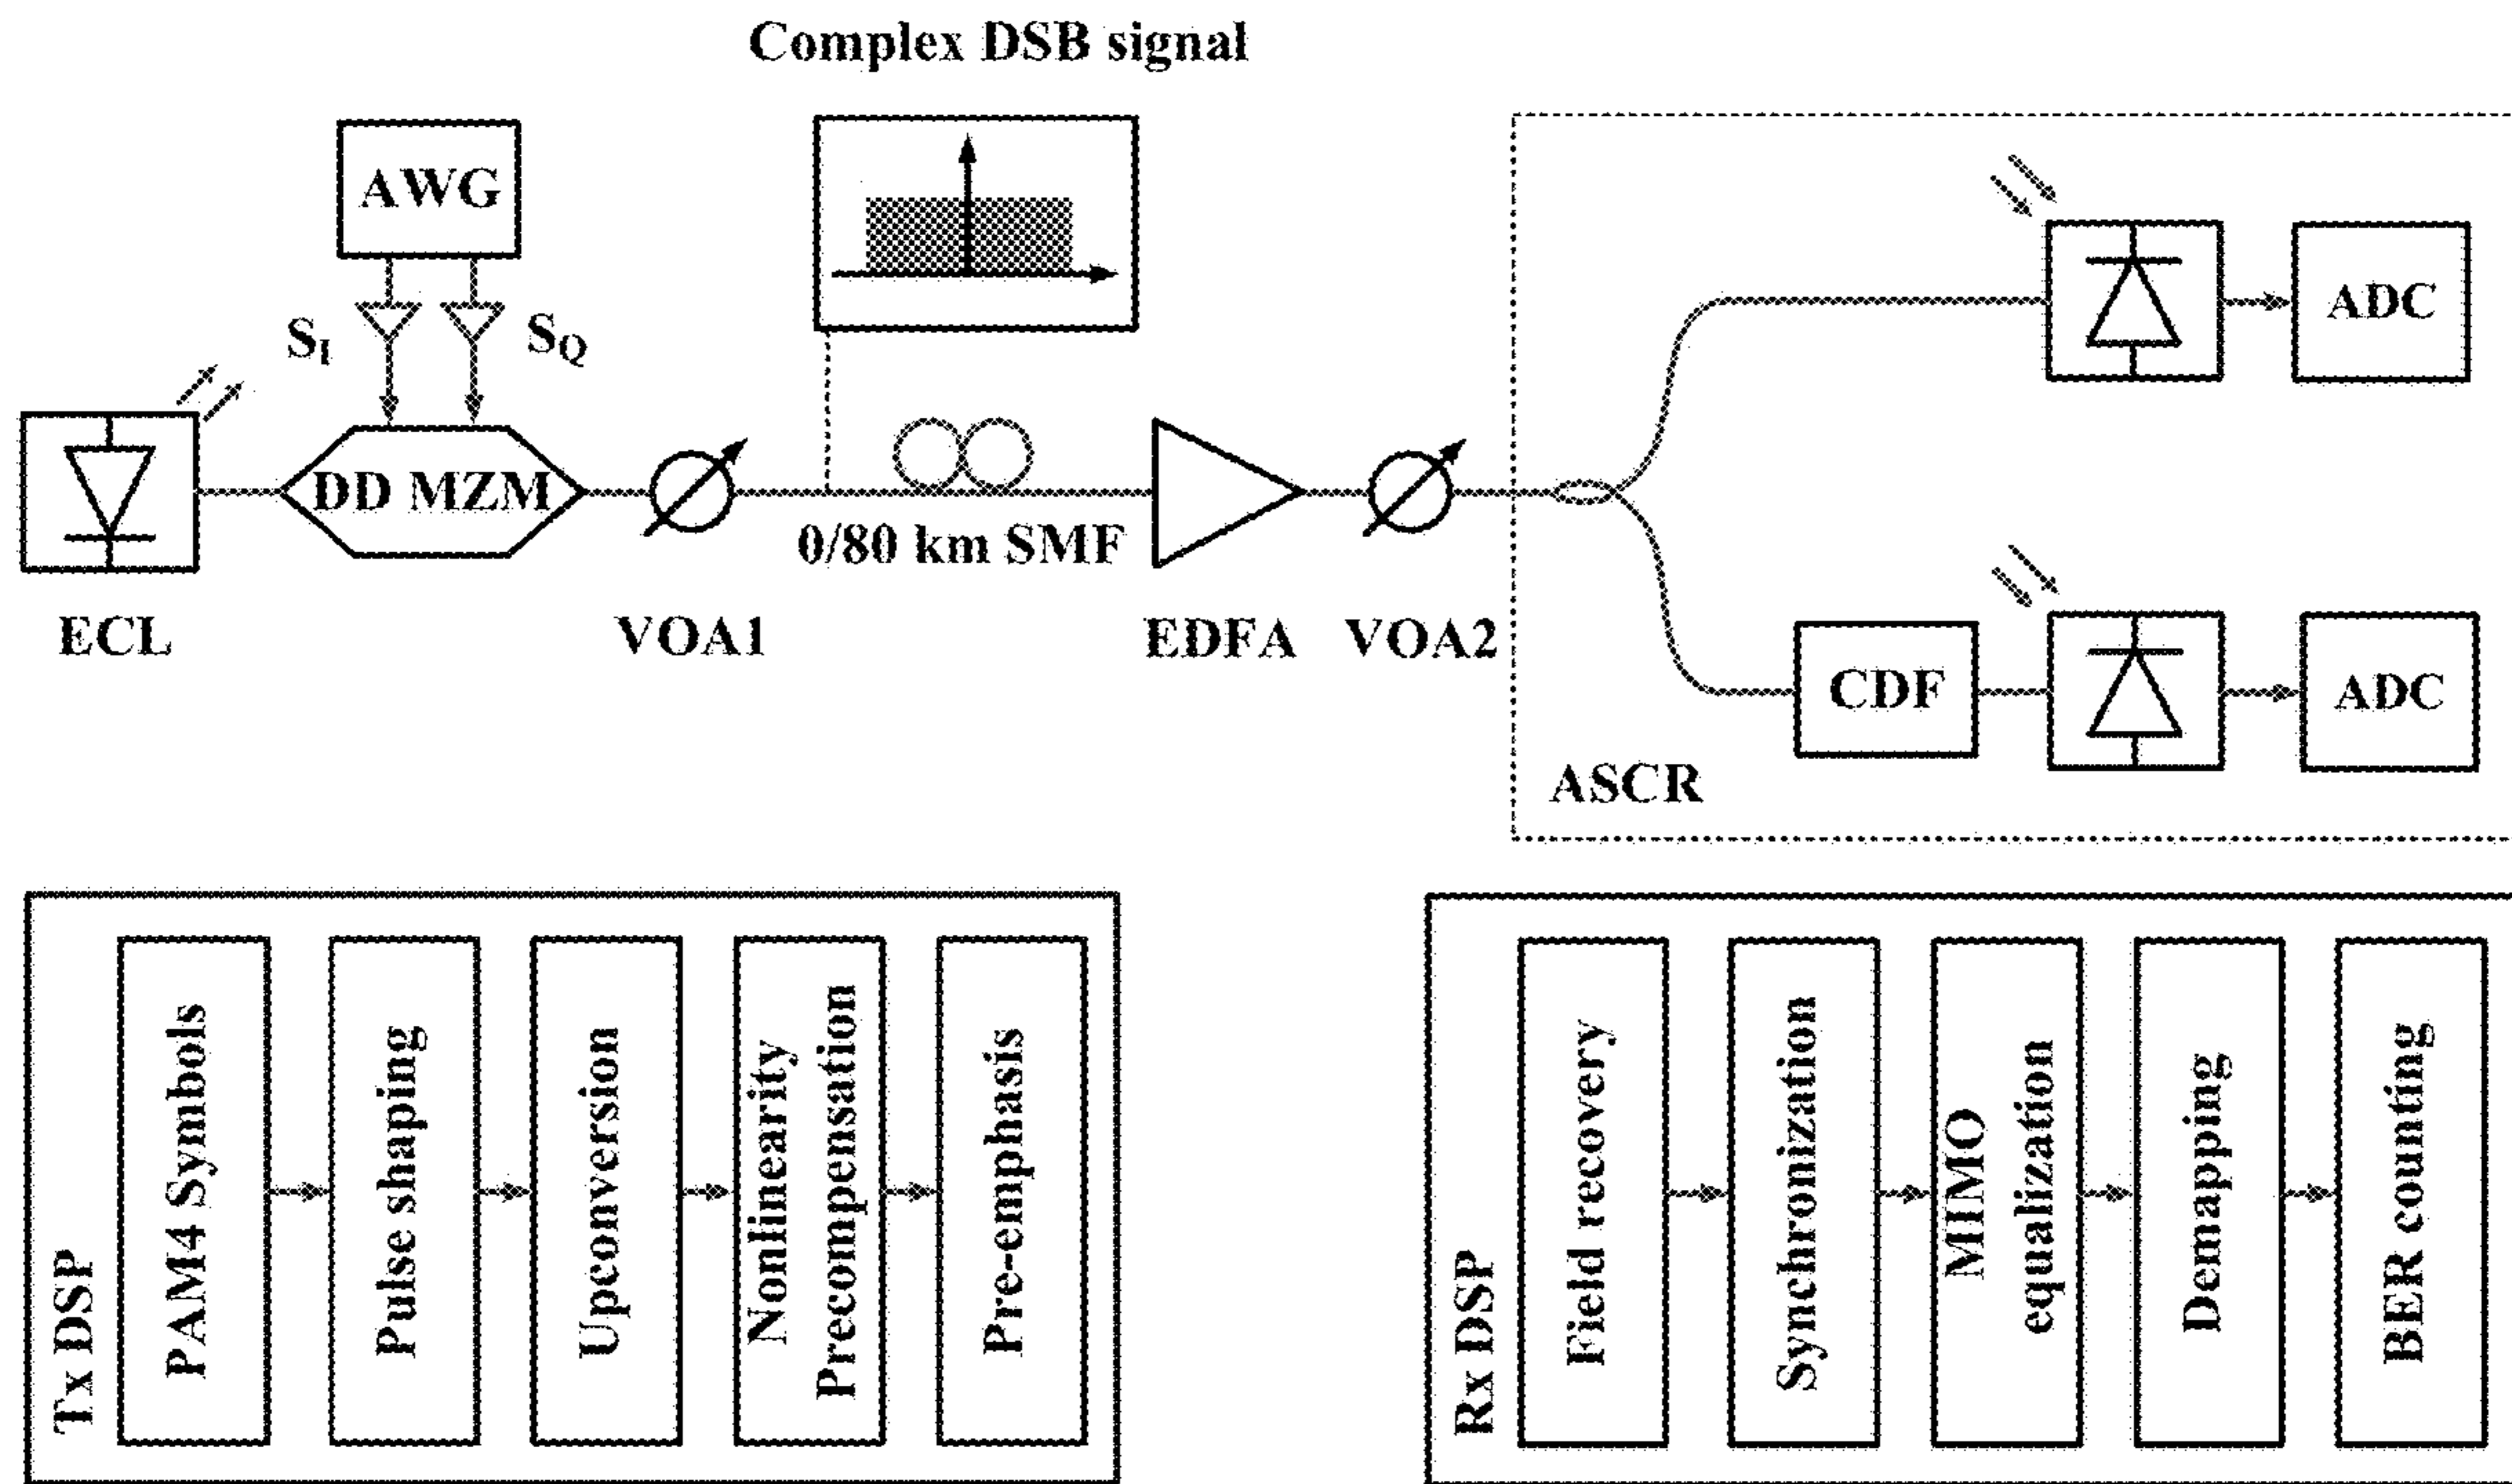 Complex DSB signal
AWG
S_I
S_Q
DD MZM
ECL
VOA1
0/80 km SMF
EDFA
VOA2
ADC
CDF
ADC
ASCR
Tx DSP
PAM4 Symbols
Pulse shaping
Upconversion
Nonlinearity
Precompensation
Pre-emphasis
Rx DSP
Field recovery
Synchronization
MIMO
equalization
Demapping
BER counting